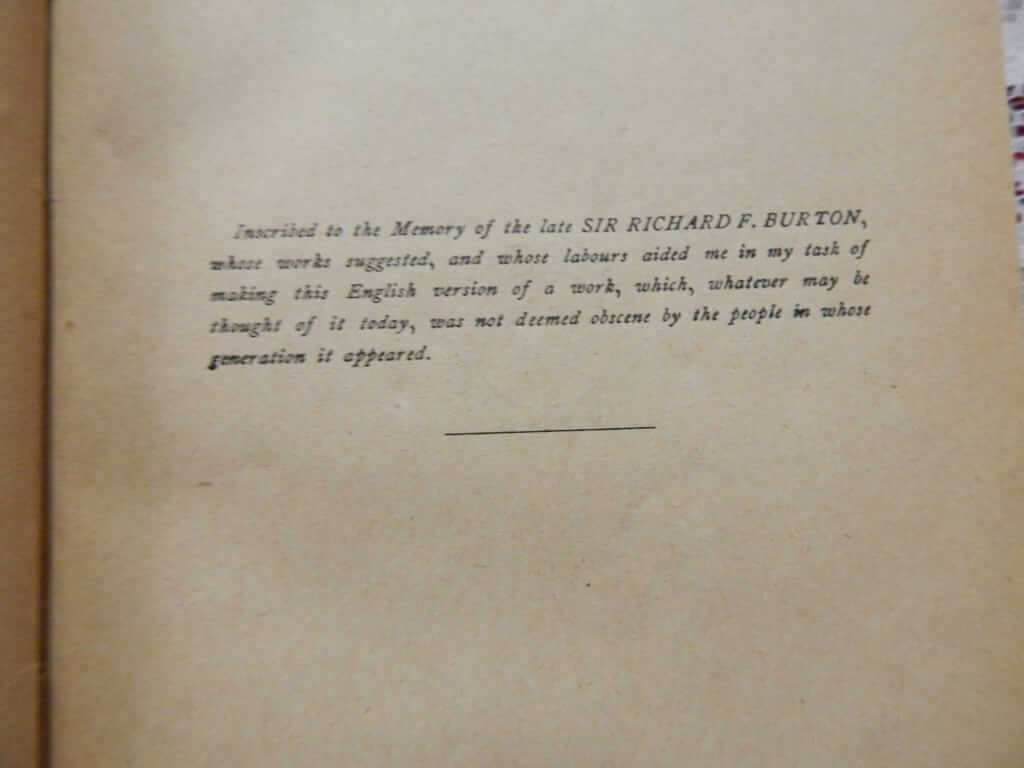 Inscribed to the Memory of the late SIR RICHARD F. BURTON,
whose works suggested, and whose labours aided me in my task of
making this English version of a work, which, whatever may be
thought of it today, was not deemed obscene by the people in whose
generation it appeared.